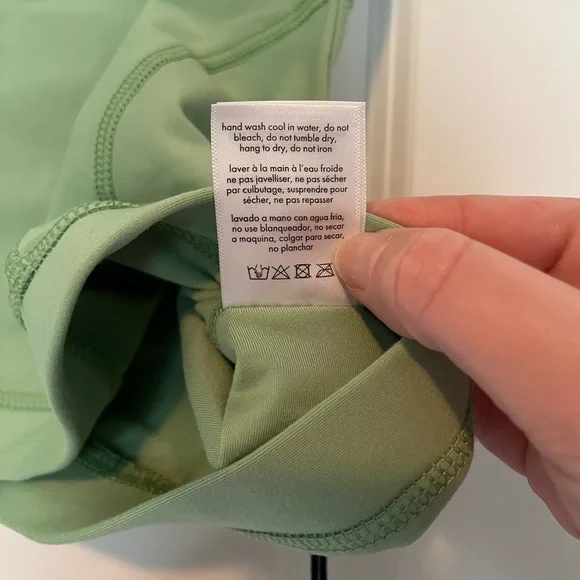 hand wash cool in water, do not
bleach, do not tumble dry,
hang to dry, do not iron
laver à la main à l'eau froide
ne pas javelliser, ne pas sécher
par culbutage, suspendre pour
sécher, ne pas repasser
lavado a mano con agua fría,
no use blanqueador, no secar
a maquina, colgar para secar,
no planchar